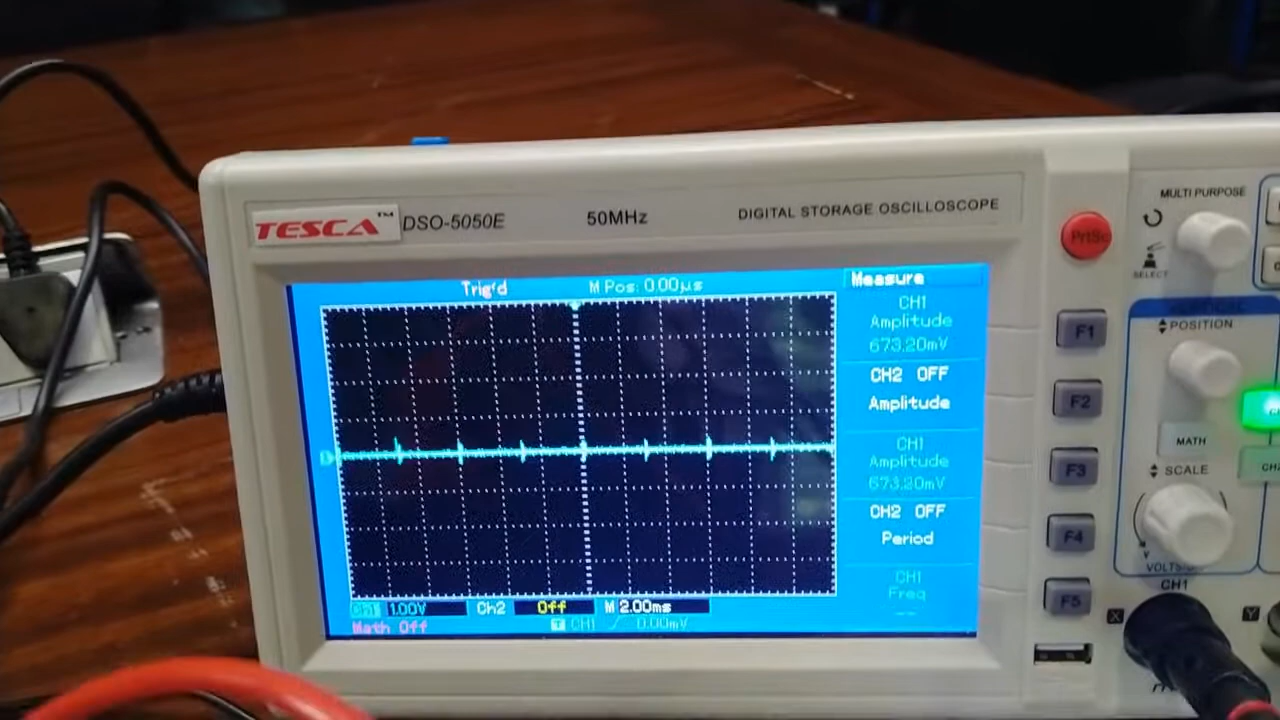 TESCA™ DSO-5050E 50MHz DIGITAL STORAGE OSCILLOSCOPE
Trig'd M Pos: 0.00µs Measure
CH1
Amplitude
673.20mV
CH2 OFF
Amplitude
CH1
Amplitude
673.20mV
CH2 OFF
Period
CH1
Freq
--
Ch1 1.00V Ch2 Off M 2.00ms
Math Off T CH1 0.00mV
PrtSc
F1
F2
F3
F4
F5
MULTI PURPOSE
SELECT
POSITION
MATH
SCALE
CH1
X
Y